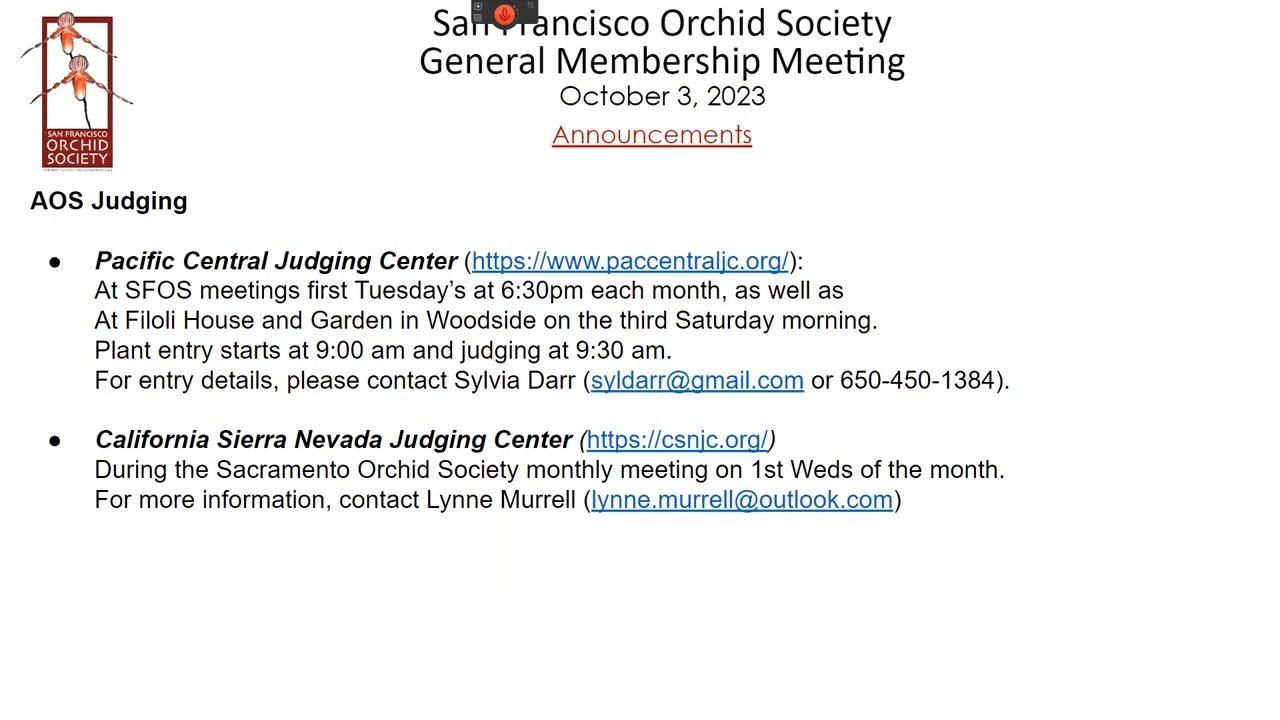 San Francisco Orchid Society
General Membership Meeting
October 3, 2023
Announcements
SAN FRANCISCO
ORCHID
SOCIETY
AOS Judging
● Pacific Central Judging Center (https://www.paccentraljc.org/):
At SFOS meetings first Tuesday’s at 6:30pm each month, as well as
At Filoli House and Garden in Woodside on the third Saturday morning.
Plant entry starts at 9:00 am and judging at 9:30 am.
For entry details, please contact Sylvia Darr (syldarr@gmail.com or 650-450-1384).
● California Sierra Nevada Judging Center (https://csnjc.org/)
During the Sacramento Orchid Society monthly meeting on 1st Weds of the month.
For more information, contact Lynne Murrell (lynne.murrell@outlook.com)